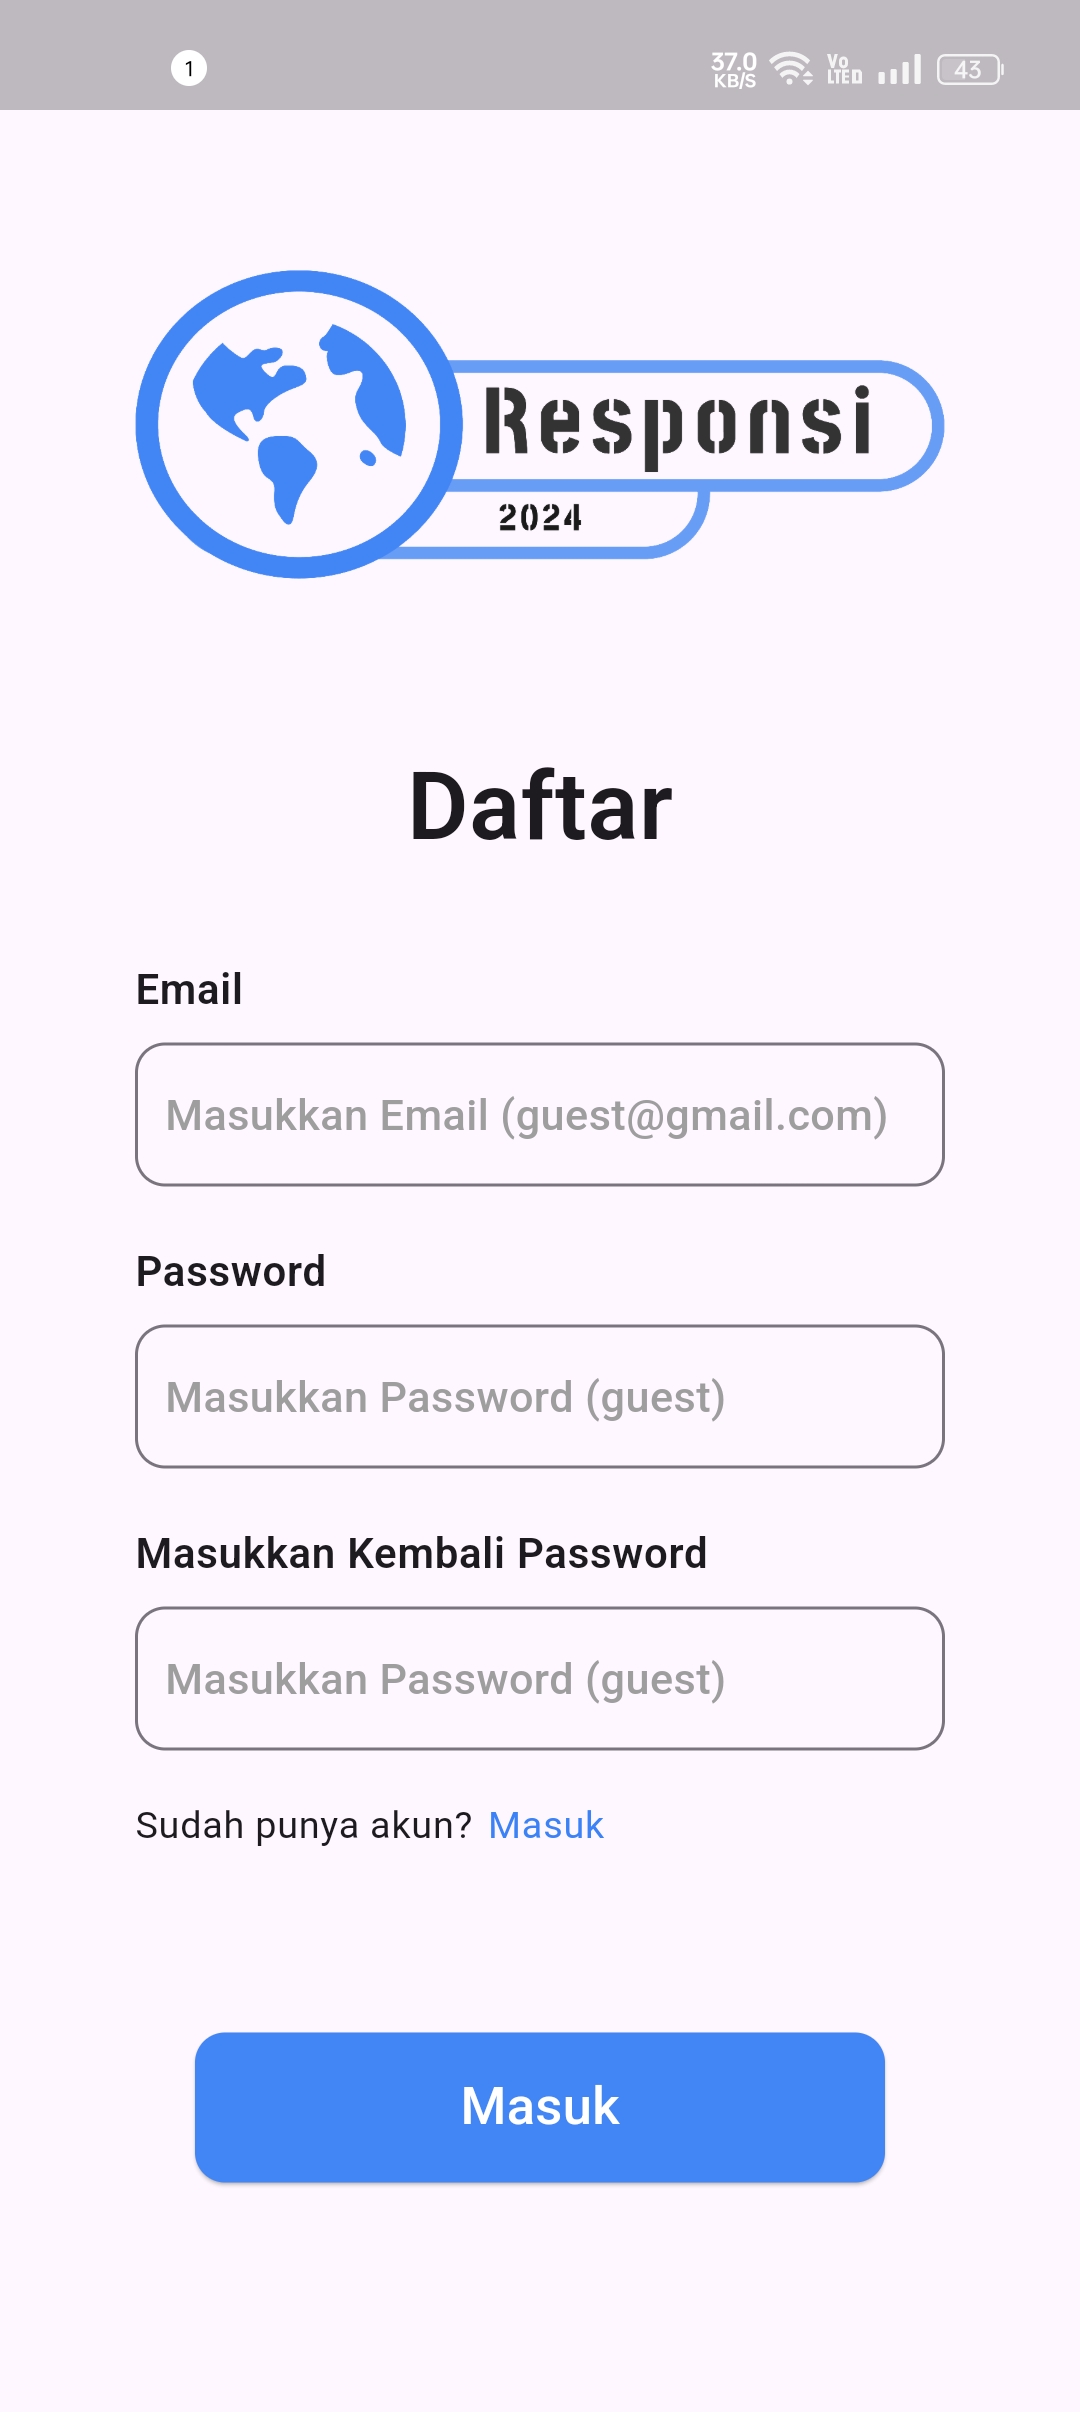 1
37.0
KB/S
Vo
LTED
43
Responsi
2024
Daftar
Email
Masukkan Email (guest@gmail.com)
Password
Masukkan Password (guest)
Masukkan Kembali Password
Masukkan Password (guest)
Sudah punya akun? Masuk
Masuk